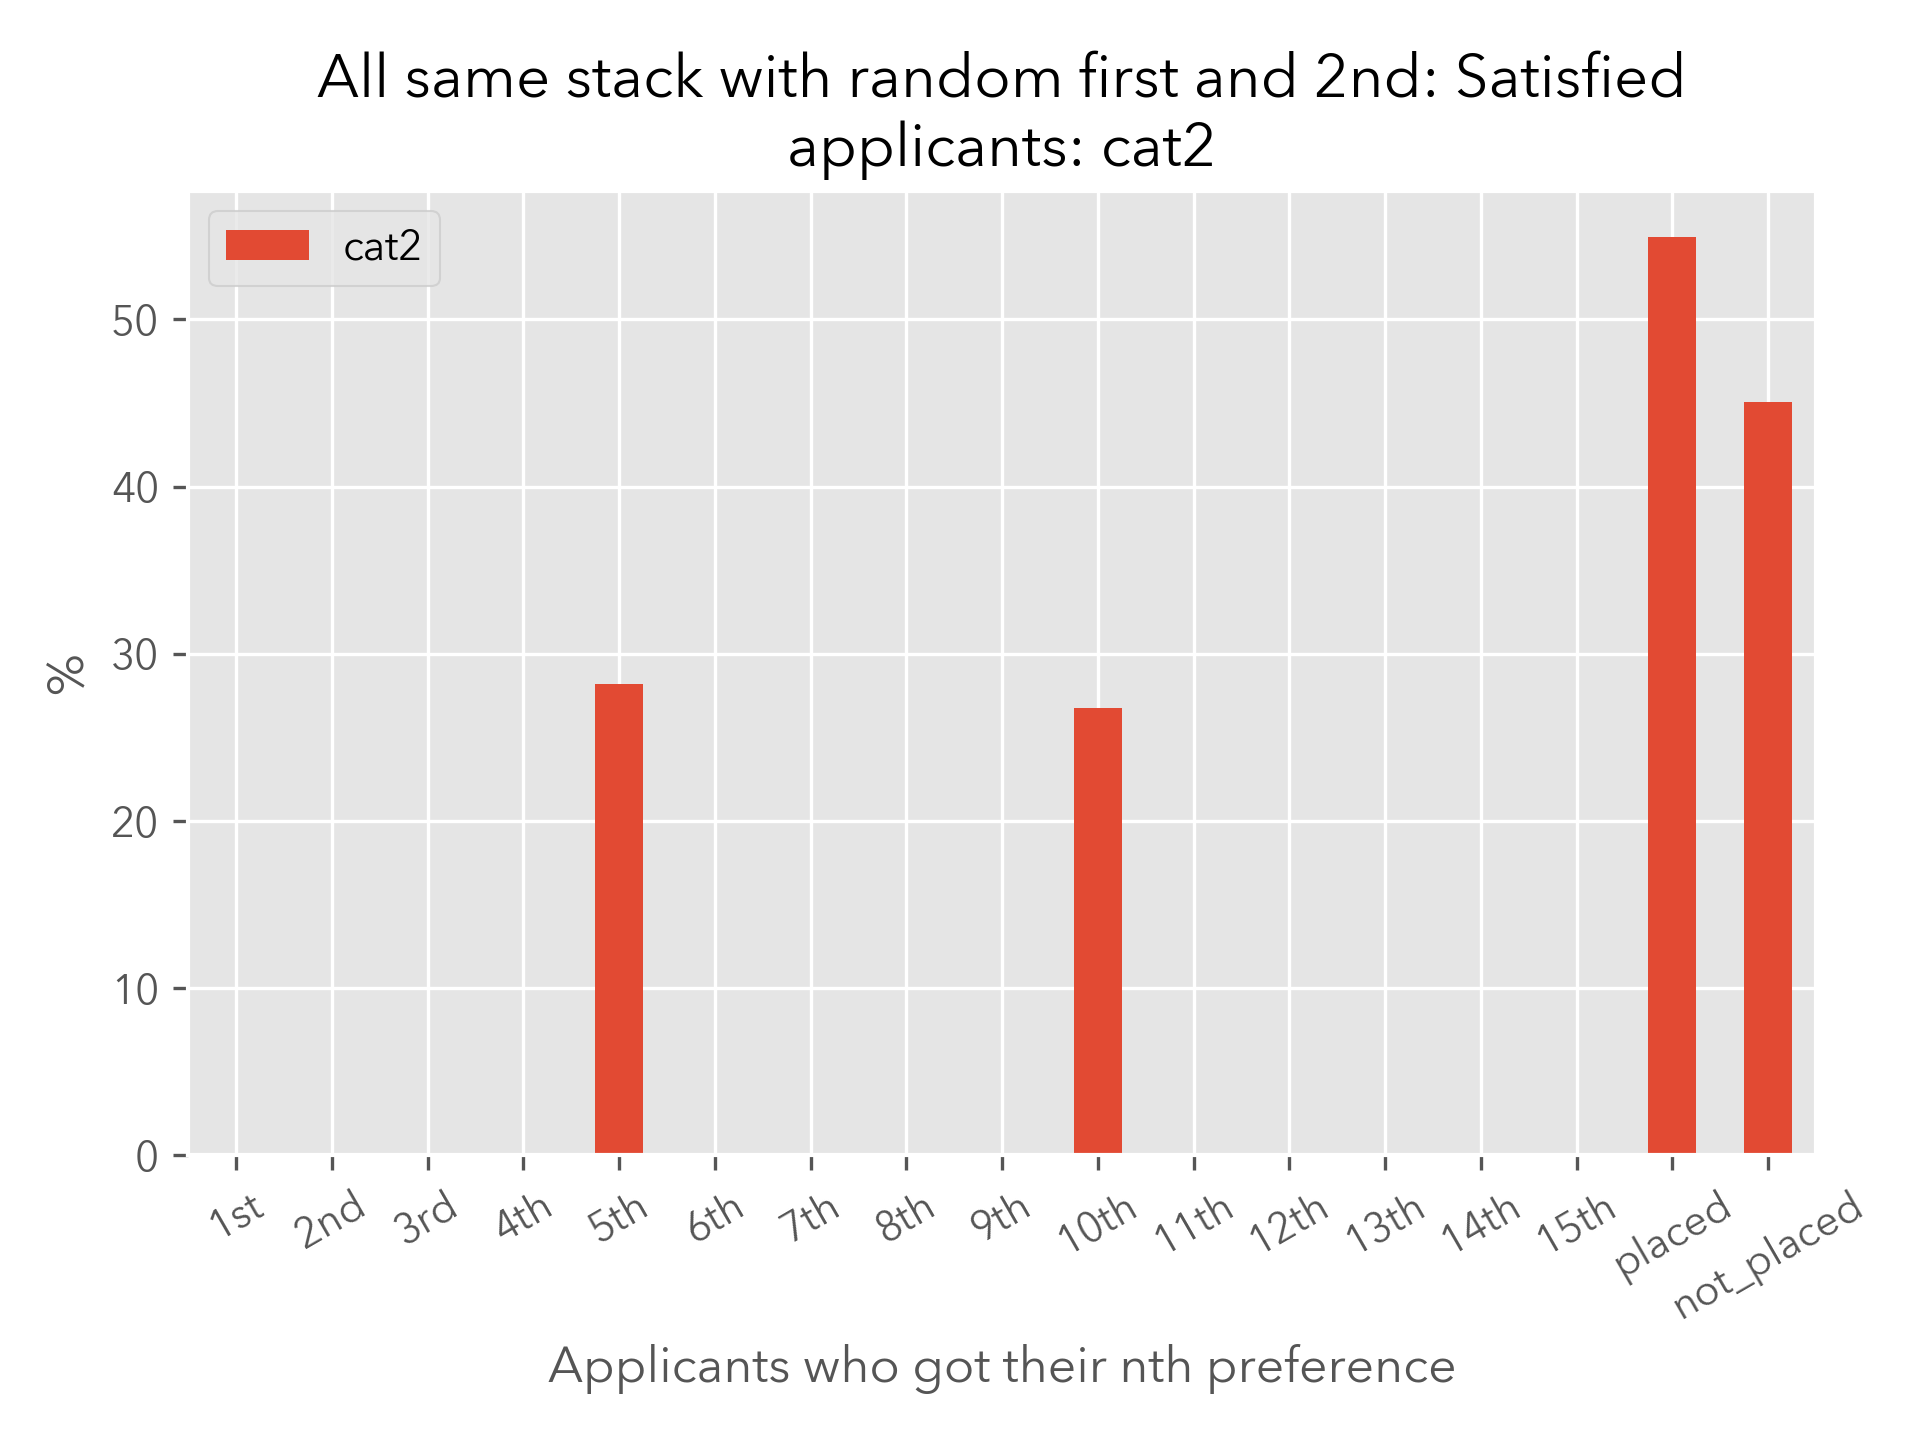 All same stack with random first and 2nd: Satisfied
applicants: cat2
cat2
%
50
40
30
20
10
0
1st 2nd 3rd 4th 5th 6th 7th 8th 9th 10th 11th 12th 13th 14th 15th placed not_placed
Applicants who got their nth preference